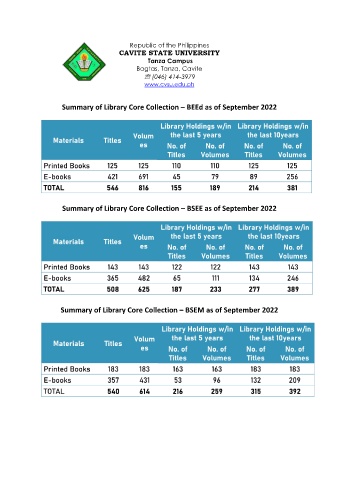 Republic of the Philippines
CAVITE STATE UNIVERSITY
Tanza Campus
Bagtas, Tanza, Cavite
☏ (046) 414-3979
www.cvsu.edu.ph
Summary of Library Core Collection – BEEd as of September 2022
Materials Titles Volumes Library Holdings w/in the last 5 years Library Holdings w/in the last 10years
No. of Titles No. of Volumes No. of Titles No. of Volumes
Printed Books 125 125 110 110 125 125
E-books 421 691 45 79 89 256
TOTAL 546 816 155 189 214 381
Summary of Library Core Collection – BSEE as of September 2022
Materials Titles Volumes Library Holdings w/in the last 5 years Library Holdings w/in the last 10years
No. of Titles No. of Volumes No. of Titles No. of Volumes
Printed Books 143 143 122 122 143 143
E-books 365 482 65 111 134 246
TOTAL 508 625 187 233 277 389
Summary of Library Core Collection – BSEM as of September 2022
Materials Titles Volumes Library Holdings w/in the last 5 years Library Holdings w/in the last 10years
No. of Titles No. of Volumes No. of Titles No. of Volumes
Printed Books 183 183 163 163 183 183
E-books 357 431 53 96 132 209
TOTAL 540 614 216 259 315 392